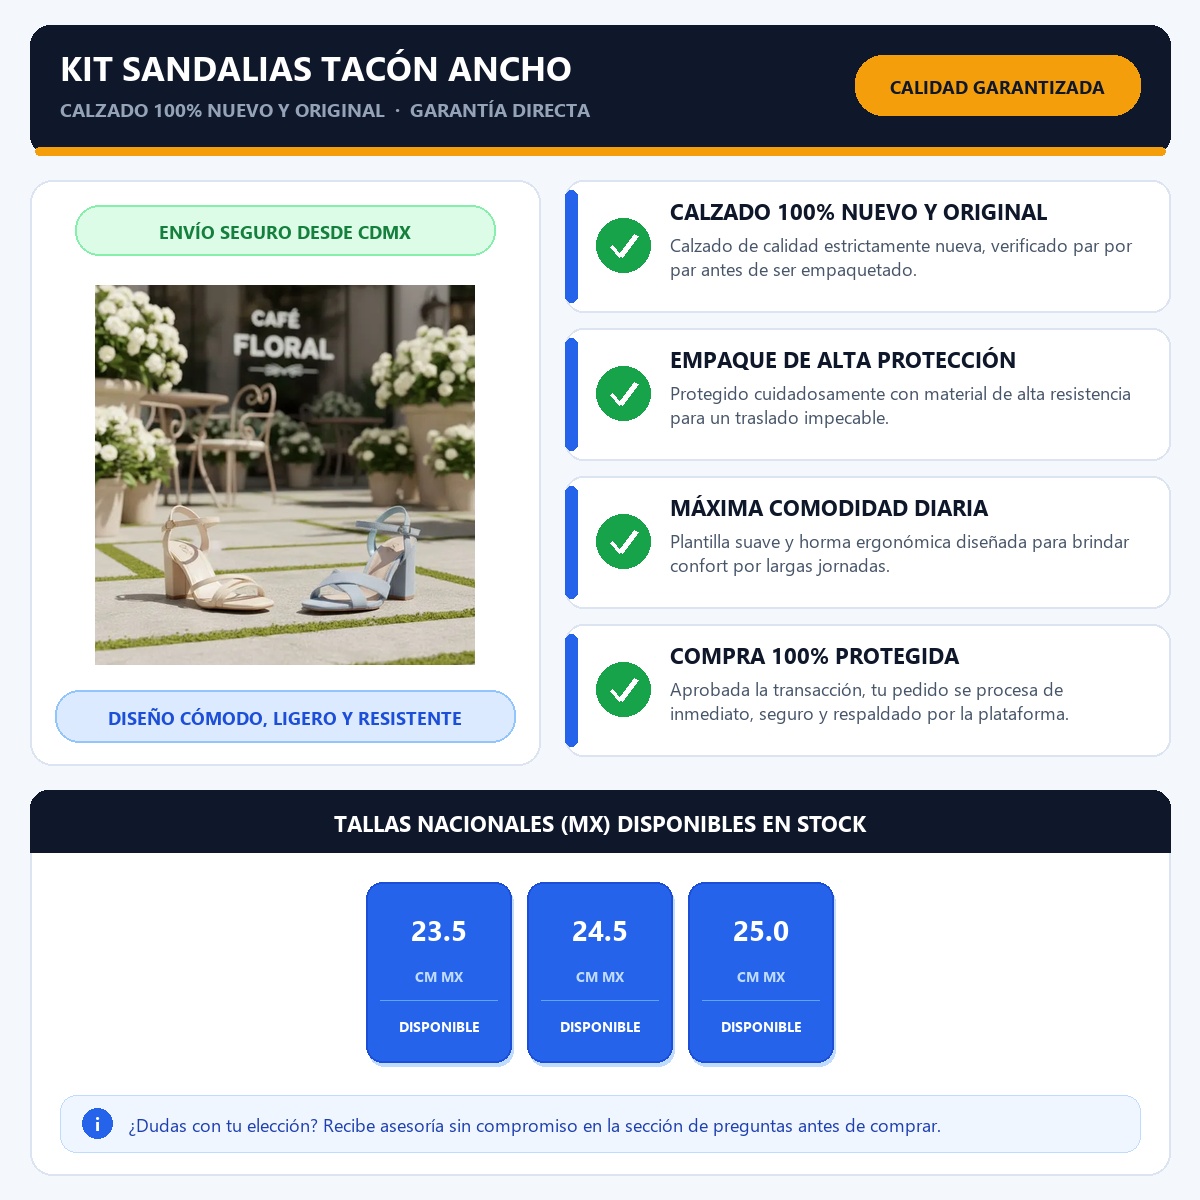 KIT SANDALIAS TACÓN ANCHO
CALZADO 100% NUEVO Y ORIGINAL · GARANTÍA DIRECTA
CALIDAD GARANTIZADA
ENVÍO SEGURO DESDE CDMX
CAFÉ
FLORAL
DISEÑO CÓMODO, LIGERO Y RESISTENTE
CALZADO 100% NUEVO Y ORIGINAL
Calzado de calidad estrictamente nueva, verificado par por
par antes de ser empaquetado.
EMPAQUE DE ALTA PROTECCIÓN
Protegido cuidadosamente con material de alta resistencia
para un traslado impecable.
MÁXIMA COMODIDAD DIARIA
Plantilla suave y horma ergonómica diseñada para brindar
confort por largas jornadas.
COMPRA 100% PROTEGIDA
Aprobada la transacción, tu pedido se procesa de
inmediato, seguro y respaldado por la plataforma.
TALLAS NACIONALES (MX) DISPONIBLES EN STOCK
23.5
CM MX
DISPONIBLE
24.5
CM MX
DISPONIBLE
25.0
CM MX
DISPONIBLE
¿Dudas con tu elección? Recibe asesoría sin compromiso en la sección de preguntas antes de comprar.